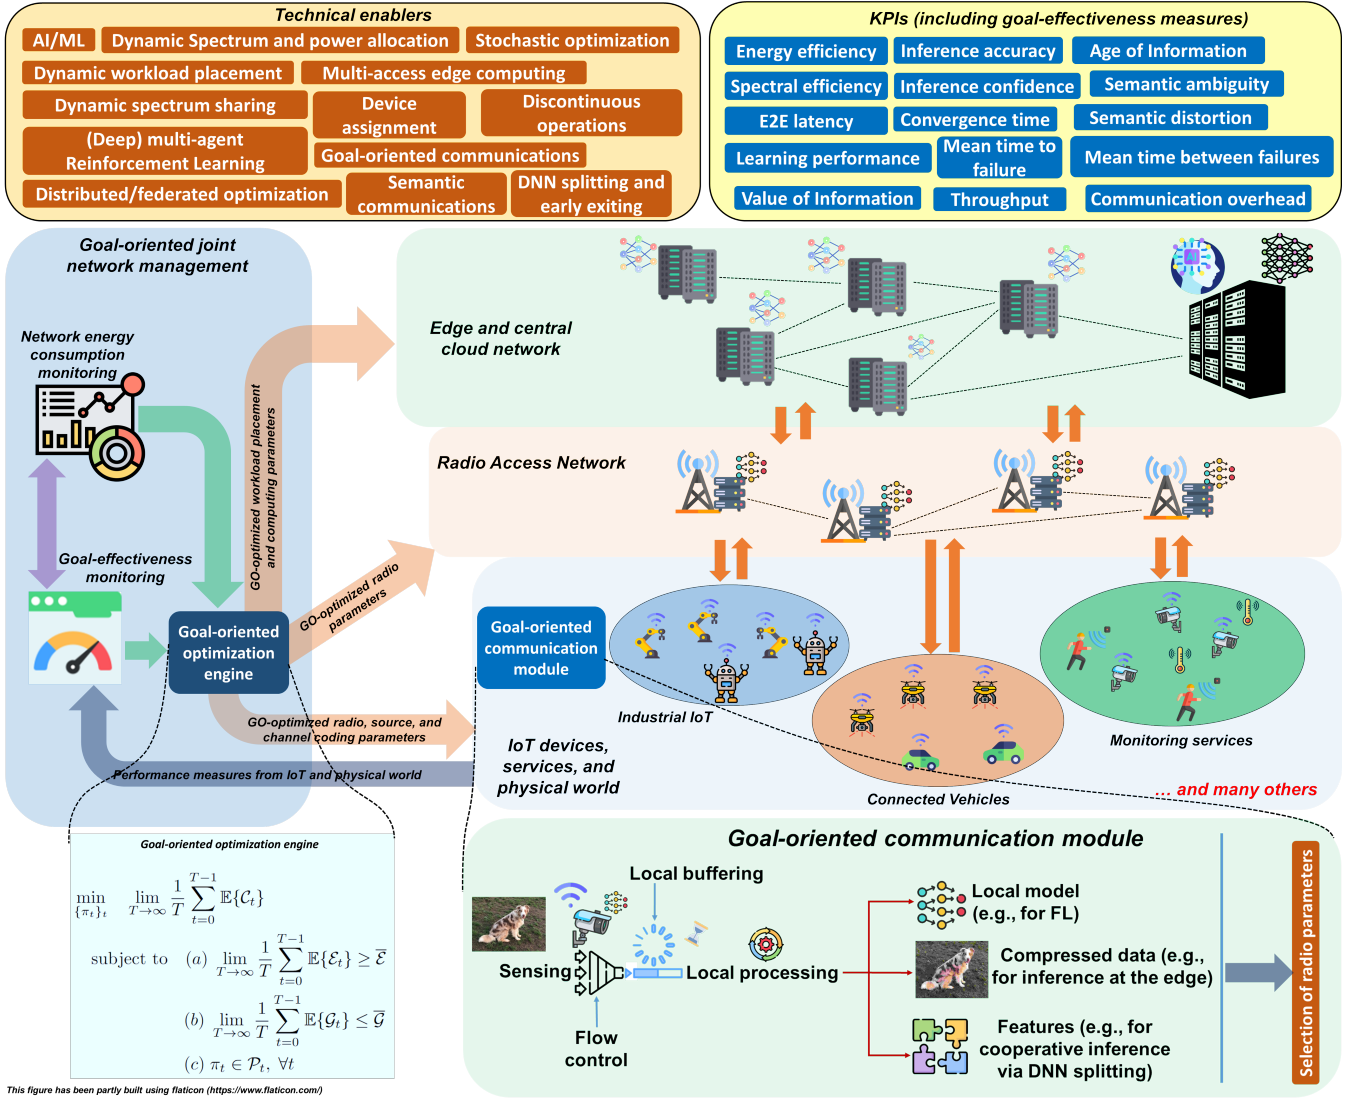 Technical enablers
AI/ML
Dynamic Spectrum and power allocation
Stochastic optimization
Dynamic workload placement
Multi-access edge computing
Dynamic spectrum sharing
Device
assignment
Discontinuous
operations
(Deep) multi-agent
Reinforcement Learning
Goal-oriented communications
Distributed/federated optimization
Semantic
communications
DNN splitting and
early exiting
KPIs (including goal-effectiveness measures)
Energy efficiency
Inference accuracy
Age of Information
Spectral efficiency
Inference confidence
Semantic ambiguity
E2E latency
Convergence time
Semantic distortion
Learning performance
Mean time to
failure
Mean time between failures
Value of Information
Throughput
Communication overhead
Goal-oriented joint
network management
Network energy
consumption
monitoring
Goal-effectiveness
monitoring
Goal-oriented
optimization
engine
GO-optimized workload placement
and computing parameters
GO-optimized radio
parameters
GO-optimized radio, source, and
channel coding parameters
Performance measures from IoT and physical world
Edge and central
cloud network
AI
Radio Access Network
Goal-oriented
communication
module
Industrial IoT
IoT devices,
services, and
physical world
Connected Vehicles
Monitoring services
... and many others
Goal-oriented optimization engine
min {π_t}_t lim T→∞ 1/T ∑ t=0 T−1 𝔼{𝒞_t}
subject to (a) lim T→∞ 1/T ∑ t=0 T−1 𝔼{ℰ_t} ≥ ℰ̅
(b) lim T→∞ 1/T ∑ t=0 T−1 𝔼{𝒢_t} ≤ 𝒢̅
(c) π_t ∈ 𝒫_t, ∀t
Goal-oriented communication module
Local buffering
Sensing
Flow
control
Local processing
Local model
(e.g., for FL)
Compressed data (e.g.,
for inference at the edge)
Features (e.g., for
cooperative inference
via DNN splitting)
Selection of radio parameters
This figure has been partly built using flaticon (https://www.flaticon.com/)